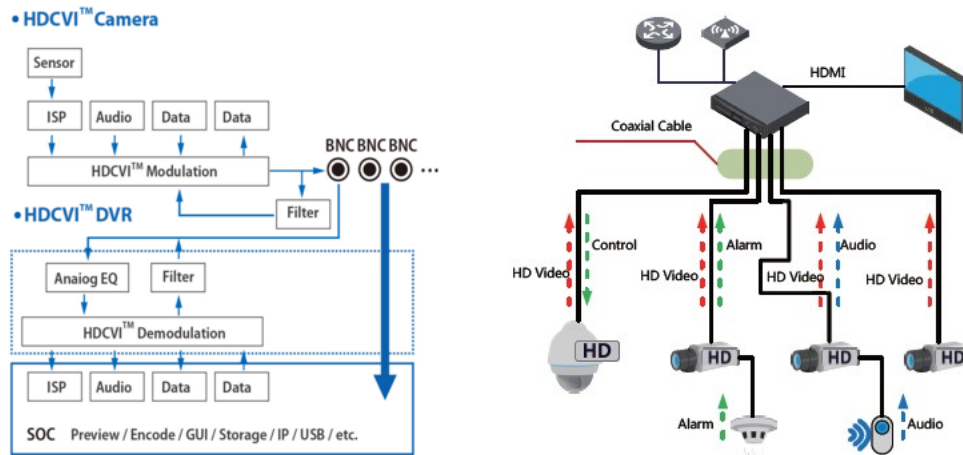 • HDCVI™ Camera
Sensor
ISP Audio Data Data
HDCVI™ Modulation
BNC BNC BNC
...
Filter
• HDCVI™ DVR
Anaiog EQ Filter
HDCVI™ Demodulation
ISP Audio Data Data
SOC Preview / Encode / GUI / Storage / IP / USB / etc.
HDMI
Coaxial Cable
Control Alarm Audio
HD Video HD Video HD Video HD Video
HD HD HD HD
Alarm Audio